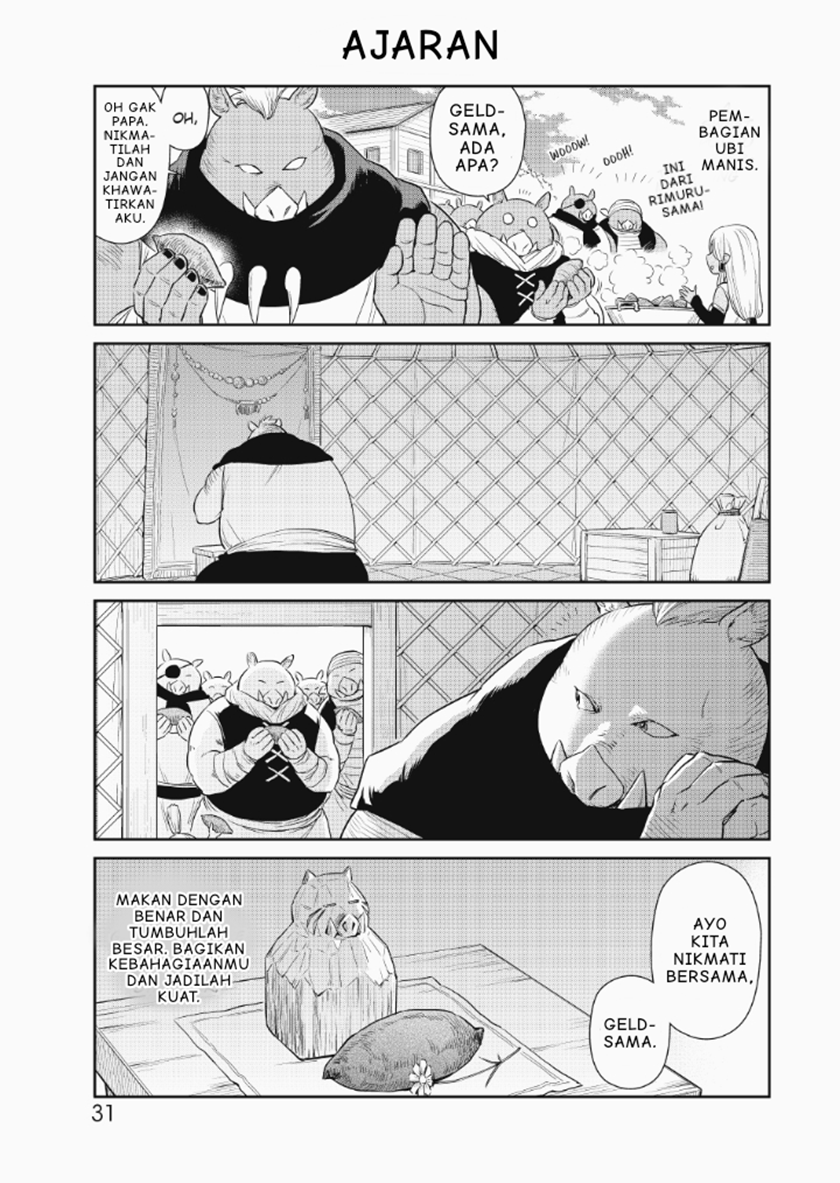 AJARAN
PEM-
BAGIAN
UBI
MANIS.
INI
DARI
RIMURU-
SAMA!
OOOH!
WOOOW!
GELD-
SAMA,
ADA
APA?
OH,
OH GAK
PAPA.
NIKMA-
TILAH
DAN
JANGAN
KHAWA-
TIRKAN
AKU.
AYO
KITA
NIKMATI
BERSAMA,
GELD-
SAMA.
MAKAN DENGAN
BENAR DAN
TUMBUHLAH
BESAR. BAGIKAN
KEBAHAGIAANMU
DAN JADILAH
KUAT.
31